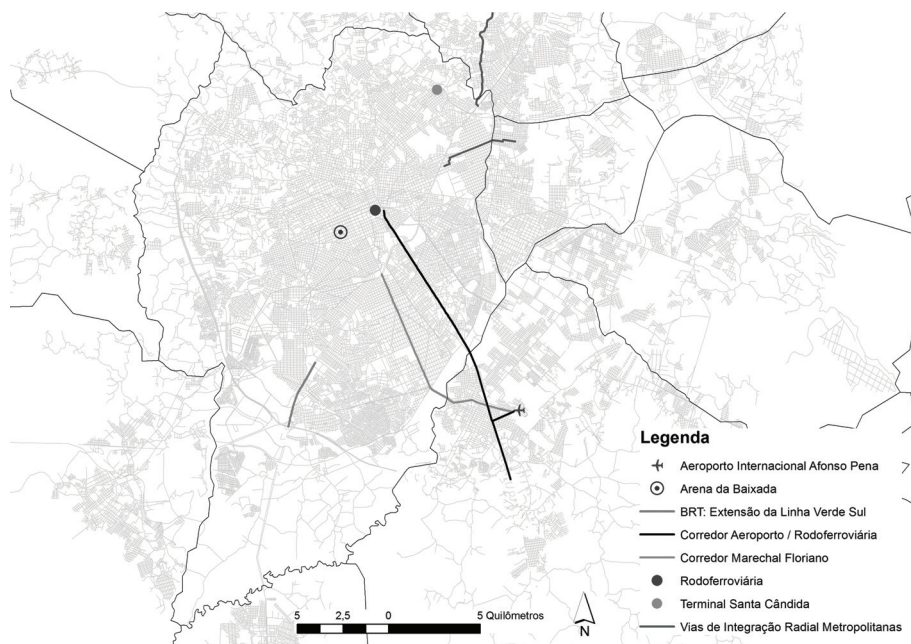 Legenda
Aeroporto Internacional Afonso Pena
Arena da Baixada
BRT: Extensão da Linha Verde Sul
Corredor Aeroporto / Rodoferroviária
Corredor Marechal Floriano
Rodoferroviária
Terminal Santa Cândida
Vias de Integração Radial Metropolitanas
5 2,5 0 5 Quilômetros
N